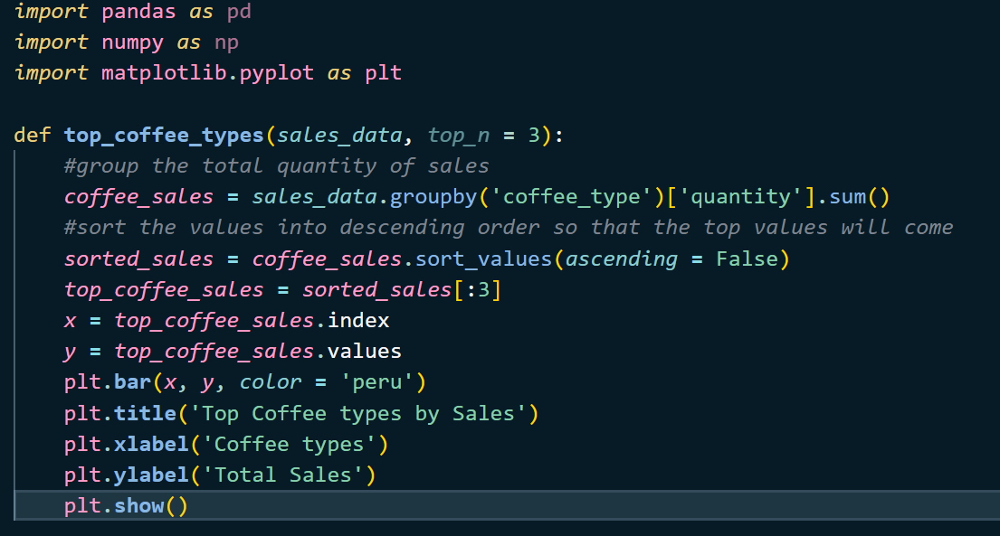 import pandas as pd
import numpy as np
import matplotlib.pyplot as plt

def top_coffee_types(sales_data, top_n = 3):
    #group the total quantity of sales
    coffee_sales = sales_data.groupby('coffee_type')['quantity'].sum()
    #sort the values into descending order so that the top values will come
    sorted_sales = coffee_sales.sort_values(ascending = False)
    top_coffee_sales = sorted_sales[:3]
    x = top_coffee_sales.index
    y = top_coffee_sales.values
    plt.bar(x, y, color = 'peru')
    plt.title('Top Coffee types by Sales')
    plt.xlabel('Coffee types')
    plt.ylabel('Total Sales')
    plt.show()